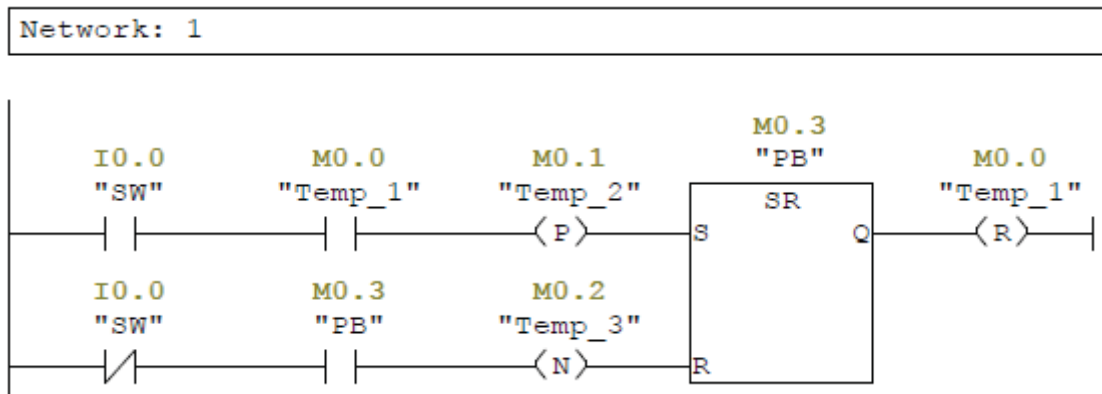 Network: 1
M0.3
I0.0 M0.0 M0.1 "PB" M0.0
"SW" "Temp_1" "Temp_2" SR "Temp_1"
P S Q R
I0.0 M0.3 M0.2
"SW" "PB" "Temp_3"
N R